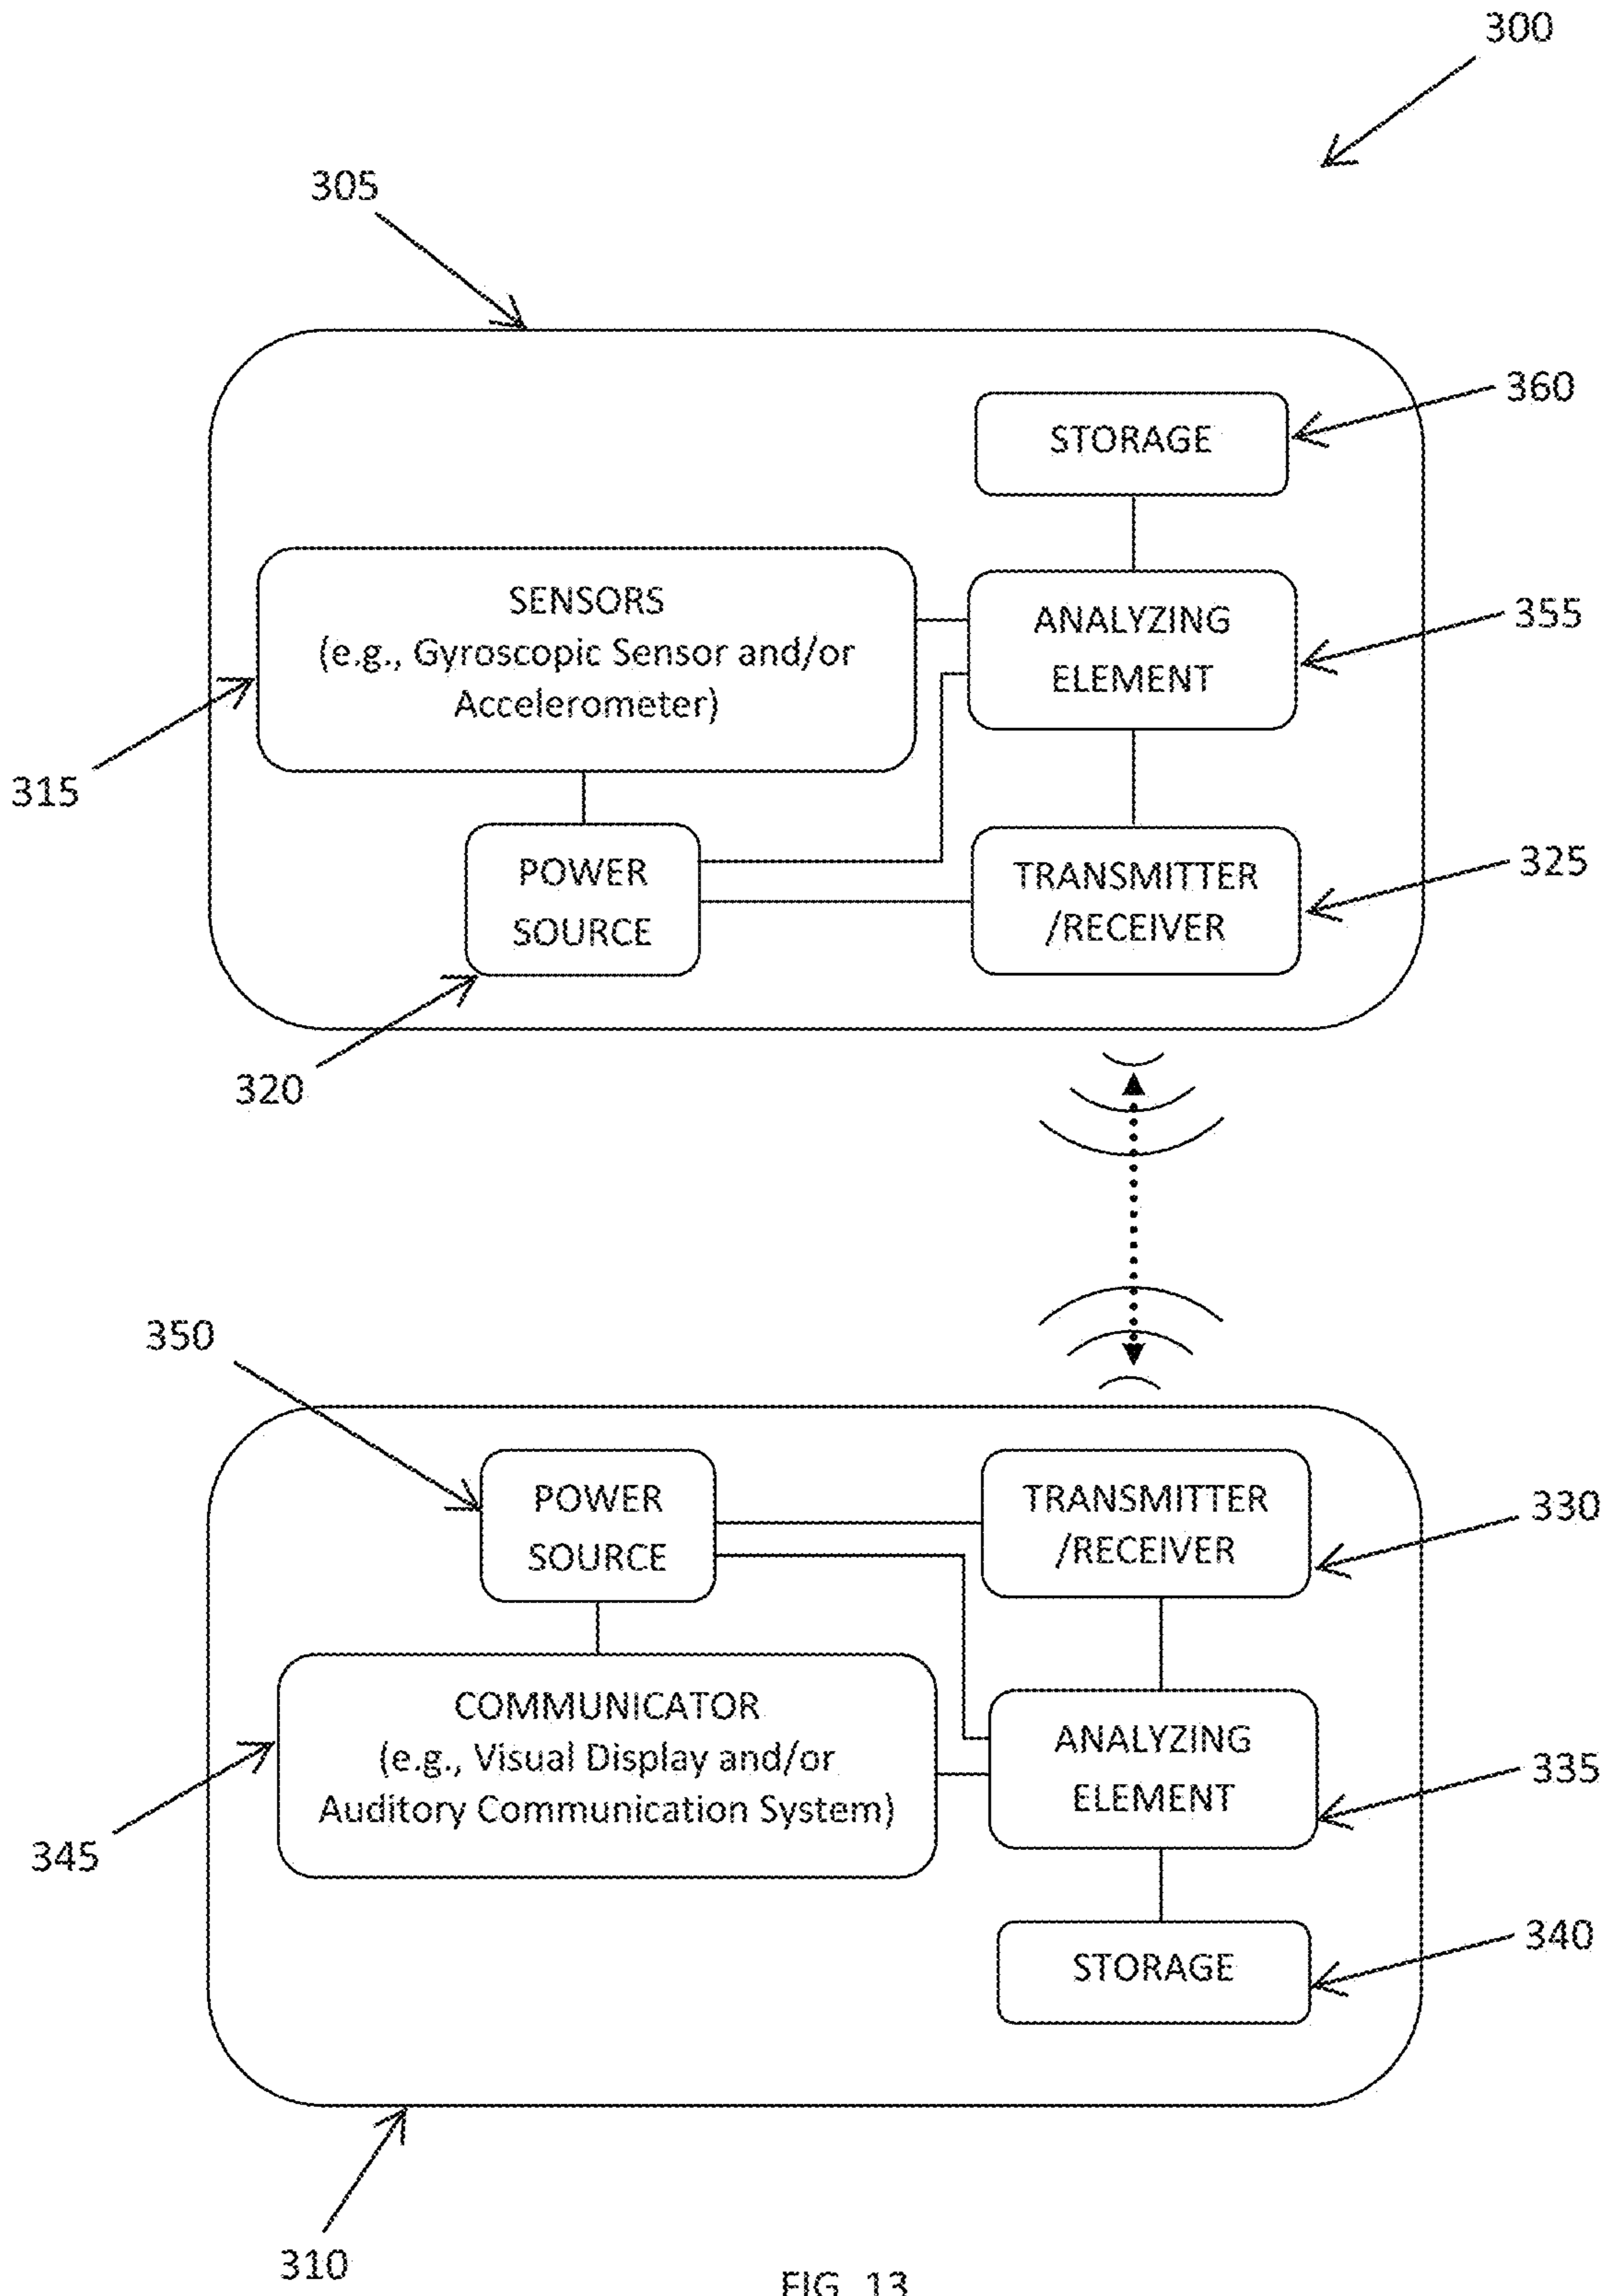 300
305
360
STORAGE
SENSORS
(e.g., Gyroscopic Sensor and/or
Accelerometer)
ANALYZING
ELEMENT
355
315
POWER
SOURCE
TRANSMITTER
/RECEIVER
325
320
350
POWER
SOURCE
TRANSMITTER
/RECEIVER
330
COMMUNICATOR
(e.g., Visual Display and/or
Auditory Communication System)
ANALYZING
ELEMENT
335
345
STORAGE
340
310
FIG. 13